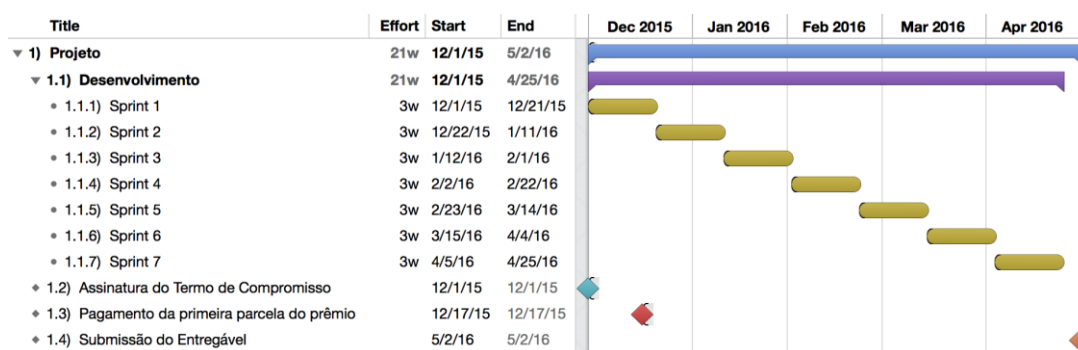 Title Effort Start End Dec 2015 Jan 2016 Feb 2016 Mar 2016 Apr 2016
1) Projeto 21w 12/1/15 5/2/16
1.1) Desenvolvimento 21w 12/1/15 4/25/16
1.1.1) Sprint 1 3w 12/1/15 12/21/15
1.1.2) Sprint 2 3w 12/22/15 1/11/16
1.1.3) Sprint 3 3w 1/12/16 2/1/16
1.1.4) Sprint 4 3w 2/2/16 2/22/16
1.1.5) Sprint 5 3w 2/23/16 3/14/16
1.1.6) Sprint 6 3w 3/15/16 4/4/16
1.1.7) Sprint 7 3w 4/5/16 4/25/16
1.2) Assinatura do Termo de Compromisso 12/1/15 12/1/15
1.3) Pagamento da primeira parcela do prêmio 12/17/15 12/17/15
1.4) Submissão do Entregável 5/2/16 5/2/16